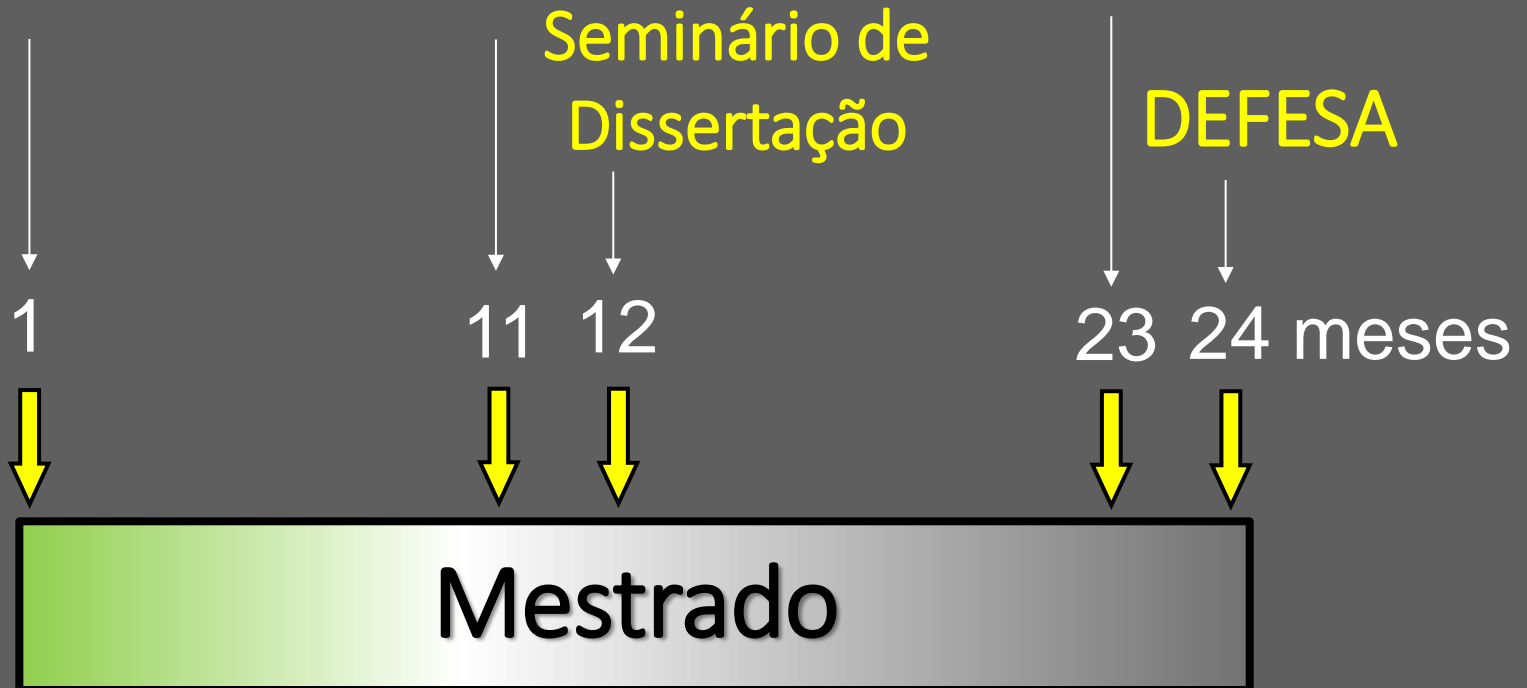 Seminário de
Dissertação
DEFESA
1 11 12 23 24 meses
Mestrado